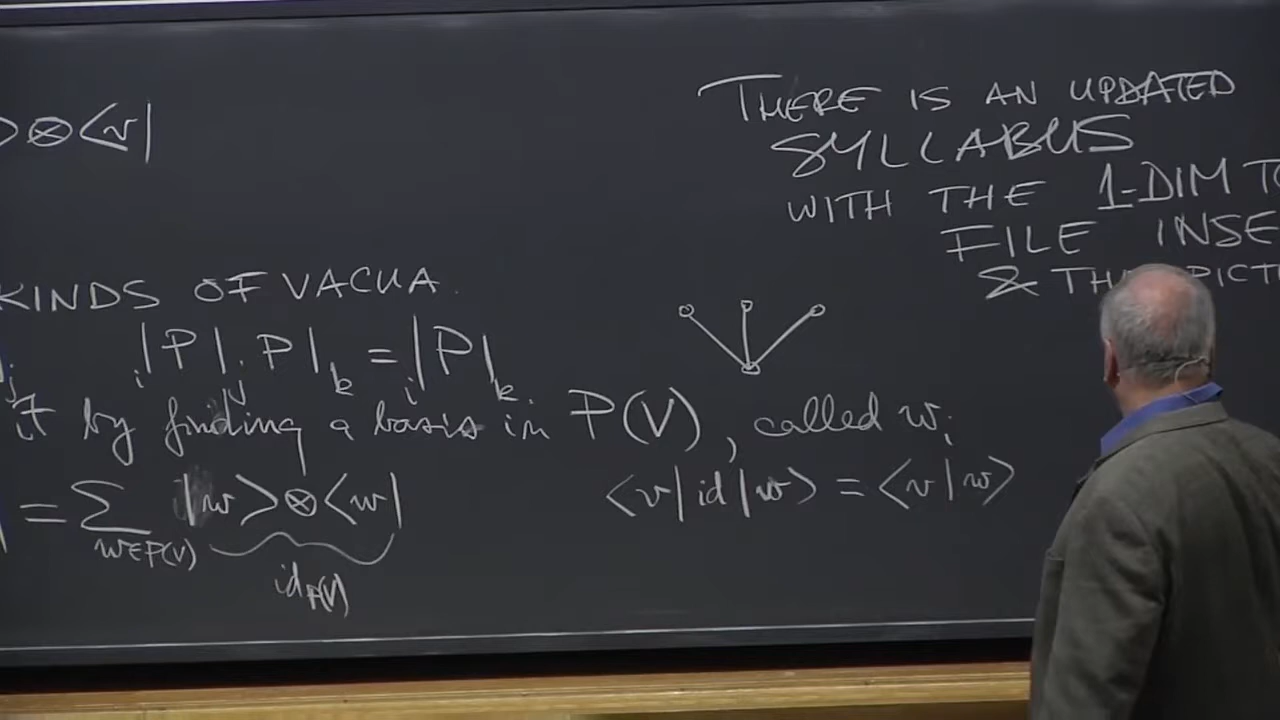 >⊗<v|
THERE IS AN UPDATED
SYLLABUS
WITH THE 1-DIM
FILE
&
KINDS OF VACUA.
i|P|j P|k = i|P|k.
it by finding a basis in P(V), called w;
= Σ |w>⊗<w|
w∈P(V)
id P(V)
<v|id|w> = <v|w>